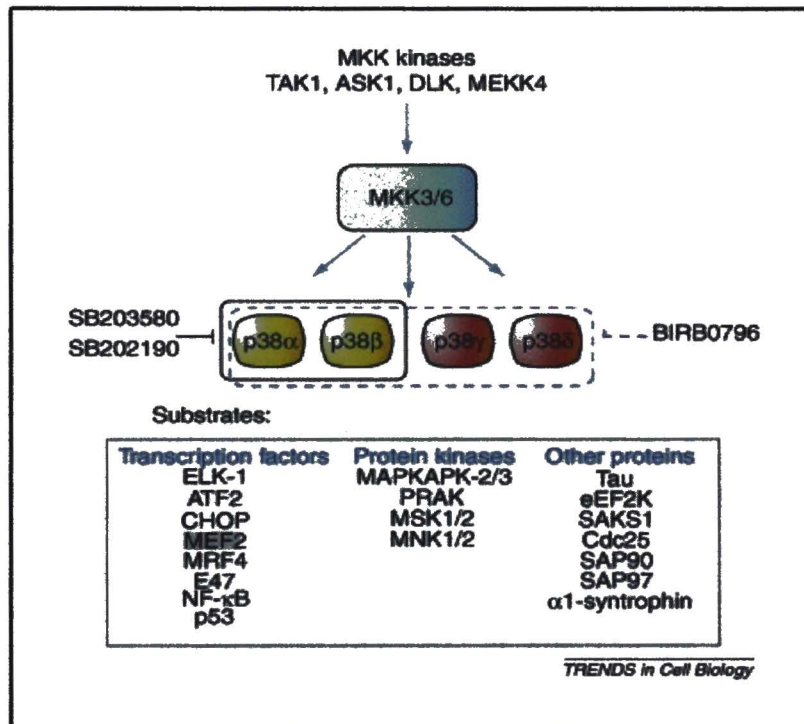 MKK kinases
TAK1, ASK1, DLK, MEKK4
MKK3/6
SB203580
SB202190
p38α
p38β
p38γ
p38δ
BIRB0796
Substrates:
Transcription factors
ELK-1
ATF2
CHOP
MEF2
MRF4
E47
NF-κB
p53
Protein kinases
MAPKAPK-2/3
PRAK
MSK1/2
MNK1/2
Other proteins
Tau
eEF2K
SAKS1
Cdc25
SAP90
SAP97
α1-syntrophin
TRENDS in Cell Biology